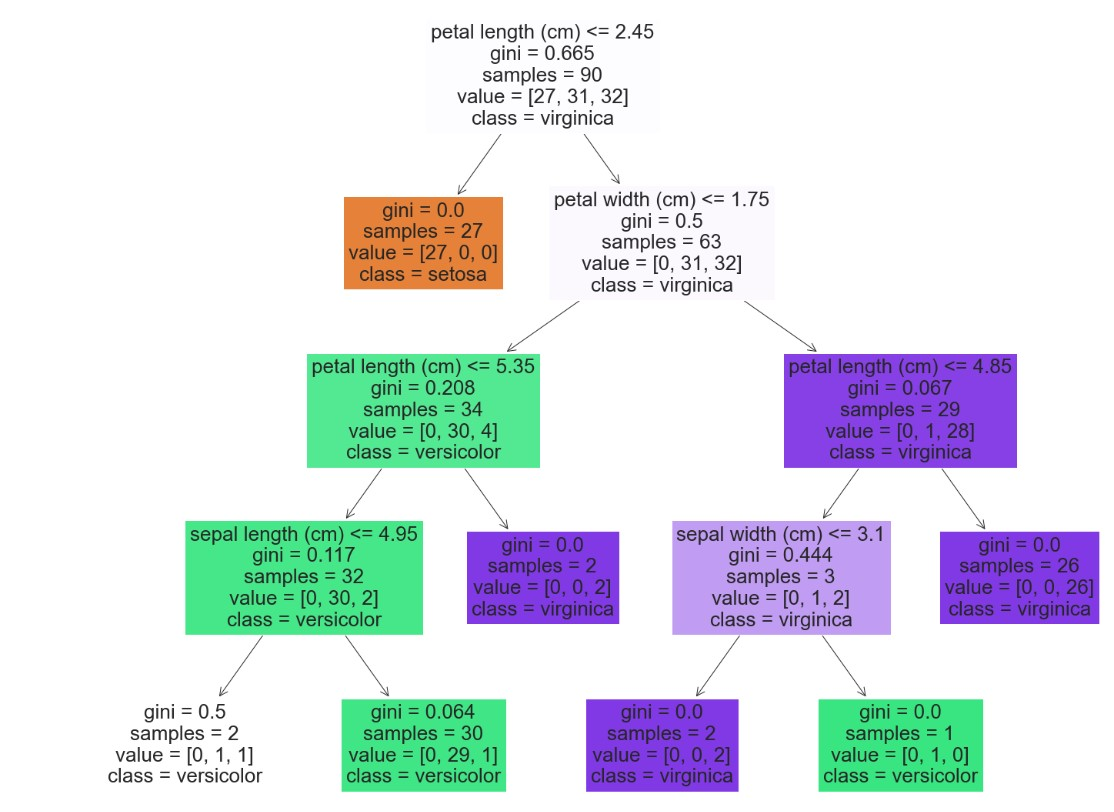 petal length (cm) <= 2.45
gini = 0.665
samples = 90
value = [27, 31, 32]
class = virginica
gini = 0.0
samples = 27
value = [27, 0, 0]
class = setosa
petal width (cm) <= 1.75
gini = 0.5
samples = 63
value = [0, 31, 32]
class = virginica
petal length (cm) <= 5.35
gini = 0.208
samples = 34
value = [0, 30, 4]
class = versicolor
petal length (cm) <= 4.85
gini = 0.067
samples = 29
value = [0, 1, 28]
class = virginica
sepal length (cm) <= 4.95
gini = 0.117
samples = 32
value = [0, 30, 2]
class = versicolor
gini = 0.0
samples = 2
value = [0, 0, 2]
class = virginica
sepal width (cm) <= 3.1
gini = 0.444
samples = 3
value = [0, 1, 2]
class = virginica
gini = 0.0
samples = 26
value = [0, 0, 26]
class = virginica
gini = 0.5
samples = 2
value = [0, 1, 1]
class = versicolor
gini = 0.064
samples = 30
value = [0, 29, 1]
class = versicolor
gini = 0.0
samples = 2
value = [0, 0, 2]
class = virginica
gini = 0.0
samples = 1
value = [0, 1, 0]
class = versicolor